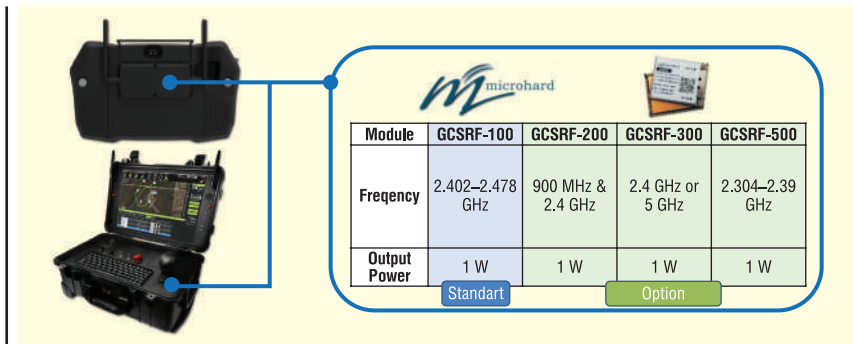 microhard
Module GCSRF-100 GCSRF-200 GCSRF-300 GCSRF-500
Freqency 2.402–2.478 GHz 900 MHz & 2.4 GHz 2.4 GHz or 5 GHz 2.304–2.39 GHz
Output Power 1 W 1 W 1 W 1 W
Standart Option